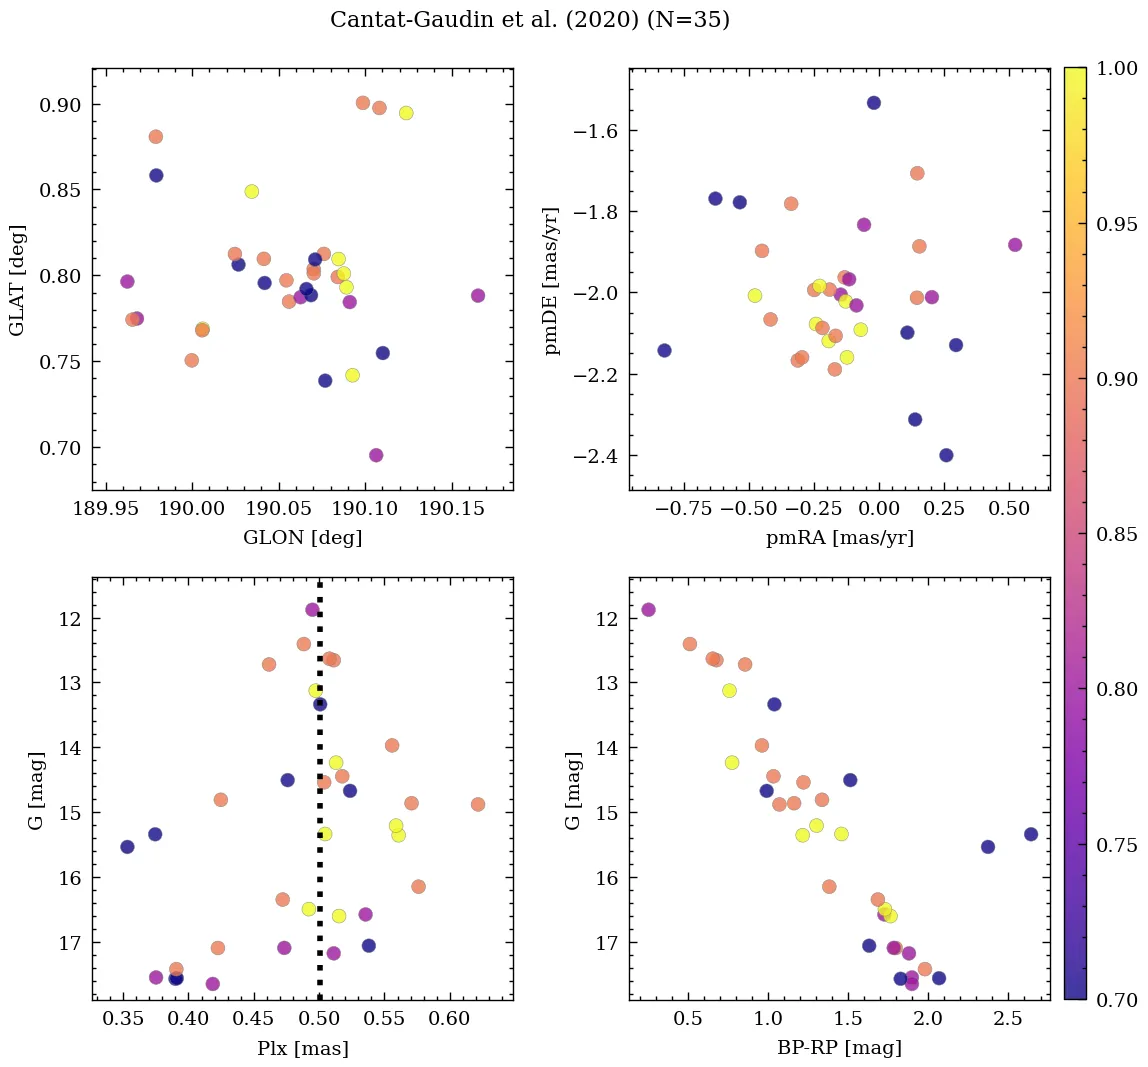 Cantat-Gaudin et al. (2020) (N=35)
0.90
0.85
0.80
0.75
0.70
GLAT [deg]
189.95 190.00 190.05 190.10 190.15
GLON [deg]
−1.6
−1.8
−2.0
−2.2
−2.4
pmDE [mas/yr]
−0.75 −0.50 −0.25 0.00 0.25 0.50
pmRA [mas/yr]
12
13
14
15
16
17
G [mag]
0.35 0.40 0.45 0.50 0.55 0.60
Plx [mas]
12
13
14
15
16
17
G [mag]
0.5 1.0 1.5 2.0 2.5
BP-RP [mag]
1.00
0.95
0.90
0.85
0.80
0.75
0.70